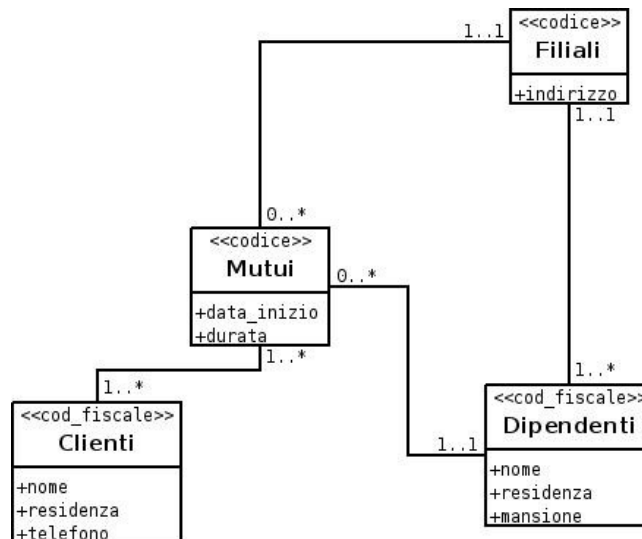 <<codice>>
1..1
Filiali
+indirizzo
1..1
0..*
<<codice>>
Mutui
0..*
+data_inizio
+durata
1..*
1..*
1..*
<<cod_fiscale>>
Clienti
<<cod_fiscale>>
Dipendenti
1..1
+nome
+residenza
+telefono
+nome
+residenza
+mansione